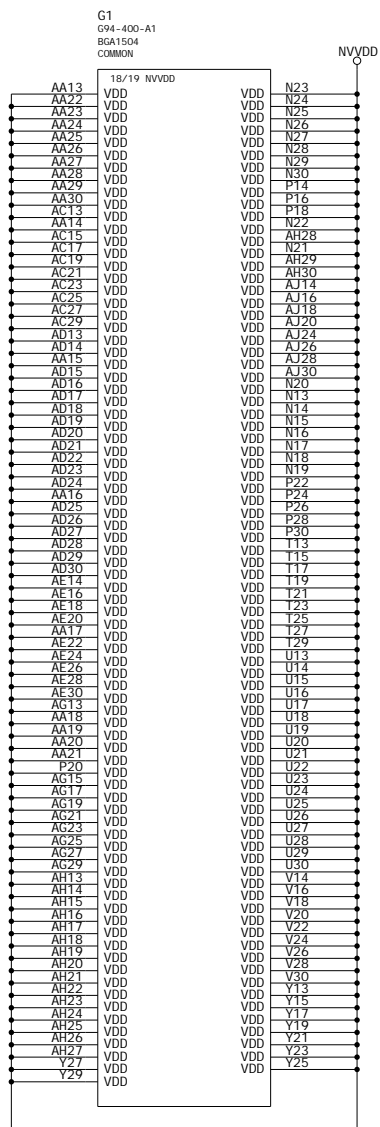 G1
G94-400-A1
BGA1504
COMMON
NVVDD
18/19 NVVDD
AA13 VDD VDD N23
AA22 VDD VDD N24
AA23 VDD VDD N25
AA24 VDD VDD N26
AA25 VDD VDD N27
AA26 VDD VDD N28
AA27 VDD VDD N29
AA28 VDD VDD N30
AA29 VDD VDD P14
AA30 VDD VDD P16
AC13 VDD VDD P18
AA14 VDD VDD N22
AC15 VDD VDD AH28
AC17 VDD VDD N21
AC19 VDD VDD AH29
AC21 VDD VDD AH30
AC23 VDD VDD AJ14
AC25 VDD VDD AJ16
AC27 VDD VDD AJ18
AC29 VDD VDD AJ20
AD13 VDD VDD AJ24
AD14 VDD VDD AJ26
AA15 VDD VDD AJ28
AD15 VDD VDD AJ30
AD16 VDD VDD N20
AD17 VDD VDD N13
AD18 VDD VDD N14
AD19 VDD VDD N15
AD20 VDD VDD N16
AD21 VDD VDD N17
AD22 VDD VDD N18
AD23 VDD VDD N19
AD24 VDD VDD P22
AA16 VDD VDD P24
AD25 VDD VDD P26
AD26 VDD VDD P28
AD27 VDD VDD P30
AD28 VDD VDD T13
AD29 VDD VDD T15
AD30 VDD VDD T17
AE14 VDD VDD T19
AE16 VDD VDD T21
AE18 VDD VDD T23
AE20 VDD VDD T25
AA17 VDD VDD T27
AE22 VDD VDD T29
AE24 VDD VDD U13
AE26 VDD VDD U14
AE28 VDD VDD U15
AE30 VDD VDD U16
AG13 VDD VDD U17
AA18 VDD VDD U18
AA19 VDD VDD U19
AA20 VDD VDD U20
AA21 VDD VDD U21
P20 VDD VDD U22
AG15 VDD VDD U23
AG17 VDD VDD U24
AG19 VDD VDD U25
AG21 VDD VDD U26
AG23 VDD VDD U27
AG25 VDD VDD U28
AG27 VDD VDD U29
AG29 VDD VDD U30
AH13 VDD VDD V14
AH14 VDD VDD V16
AH15 VDD VDD V18
AH16 VDD VDD V20
AH17 VDD VDD V22
AH18 VDD VDD V24
AH19 VDD VDD V26
AH20 VDD VDD V28
AH21 VDD VDD V30
AH22 VDD VDD Y13
AH23 VDD VDD Y15
AH24 VDD VDD Y17
AH25 VDD VDD Y19
AH26 VDD VDD Y21
AH27 VDD VDD Y23
Y27 VDD VDD Y25
Y29 VDD